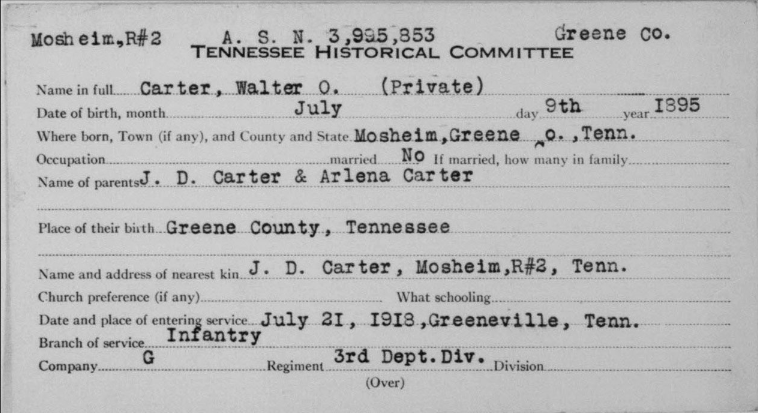 Mosheim,R#2 A. S. N. 3,995,853 Greene Co.
TENNESSEE HISTORICAL COMMITTEE
Name in full Carter, Walter O. (Private)
Date of birth, month July day 9th year 1895
Where born, Town (if any), and County and State Mosheim,Greene Co.,Tenn.
Occupation married No If married, how many in family
Name of parents J. D. Carter & Arlena Carter
Place of their birth Greene County, Tennessee
Name and address of nearest kin J. D. Carter, Mosheim,R#2, Tenn.
Church preference (if any) What schooling
Date and place of entering service July 21, 1918,Greeneville, Tenn.
Branch of service Infantry
Company G Regiment 3rd Dept.Div. Division
(Over)